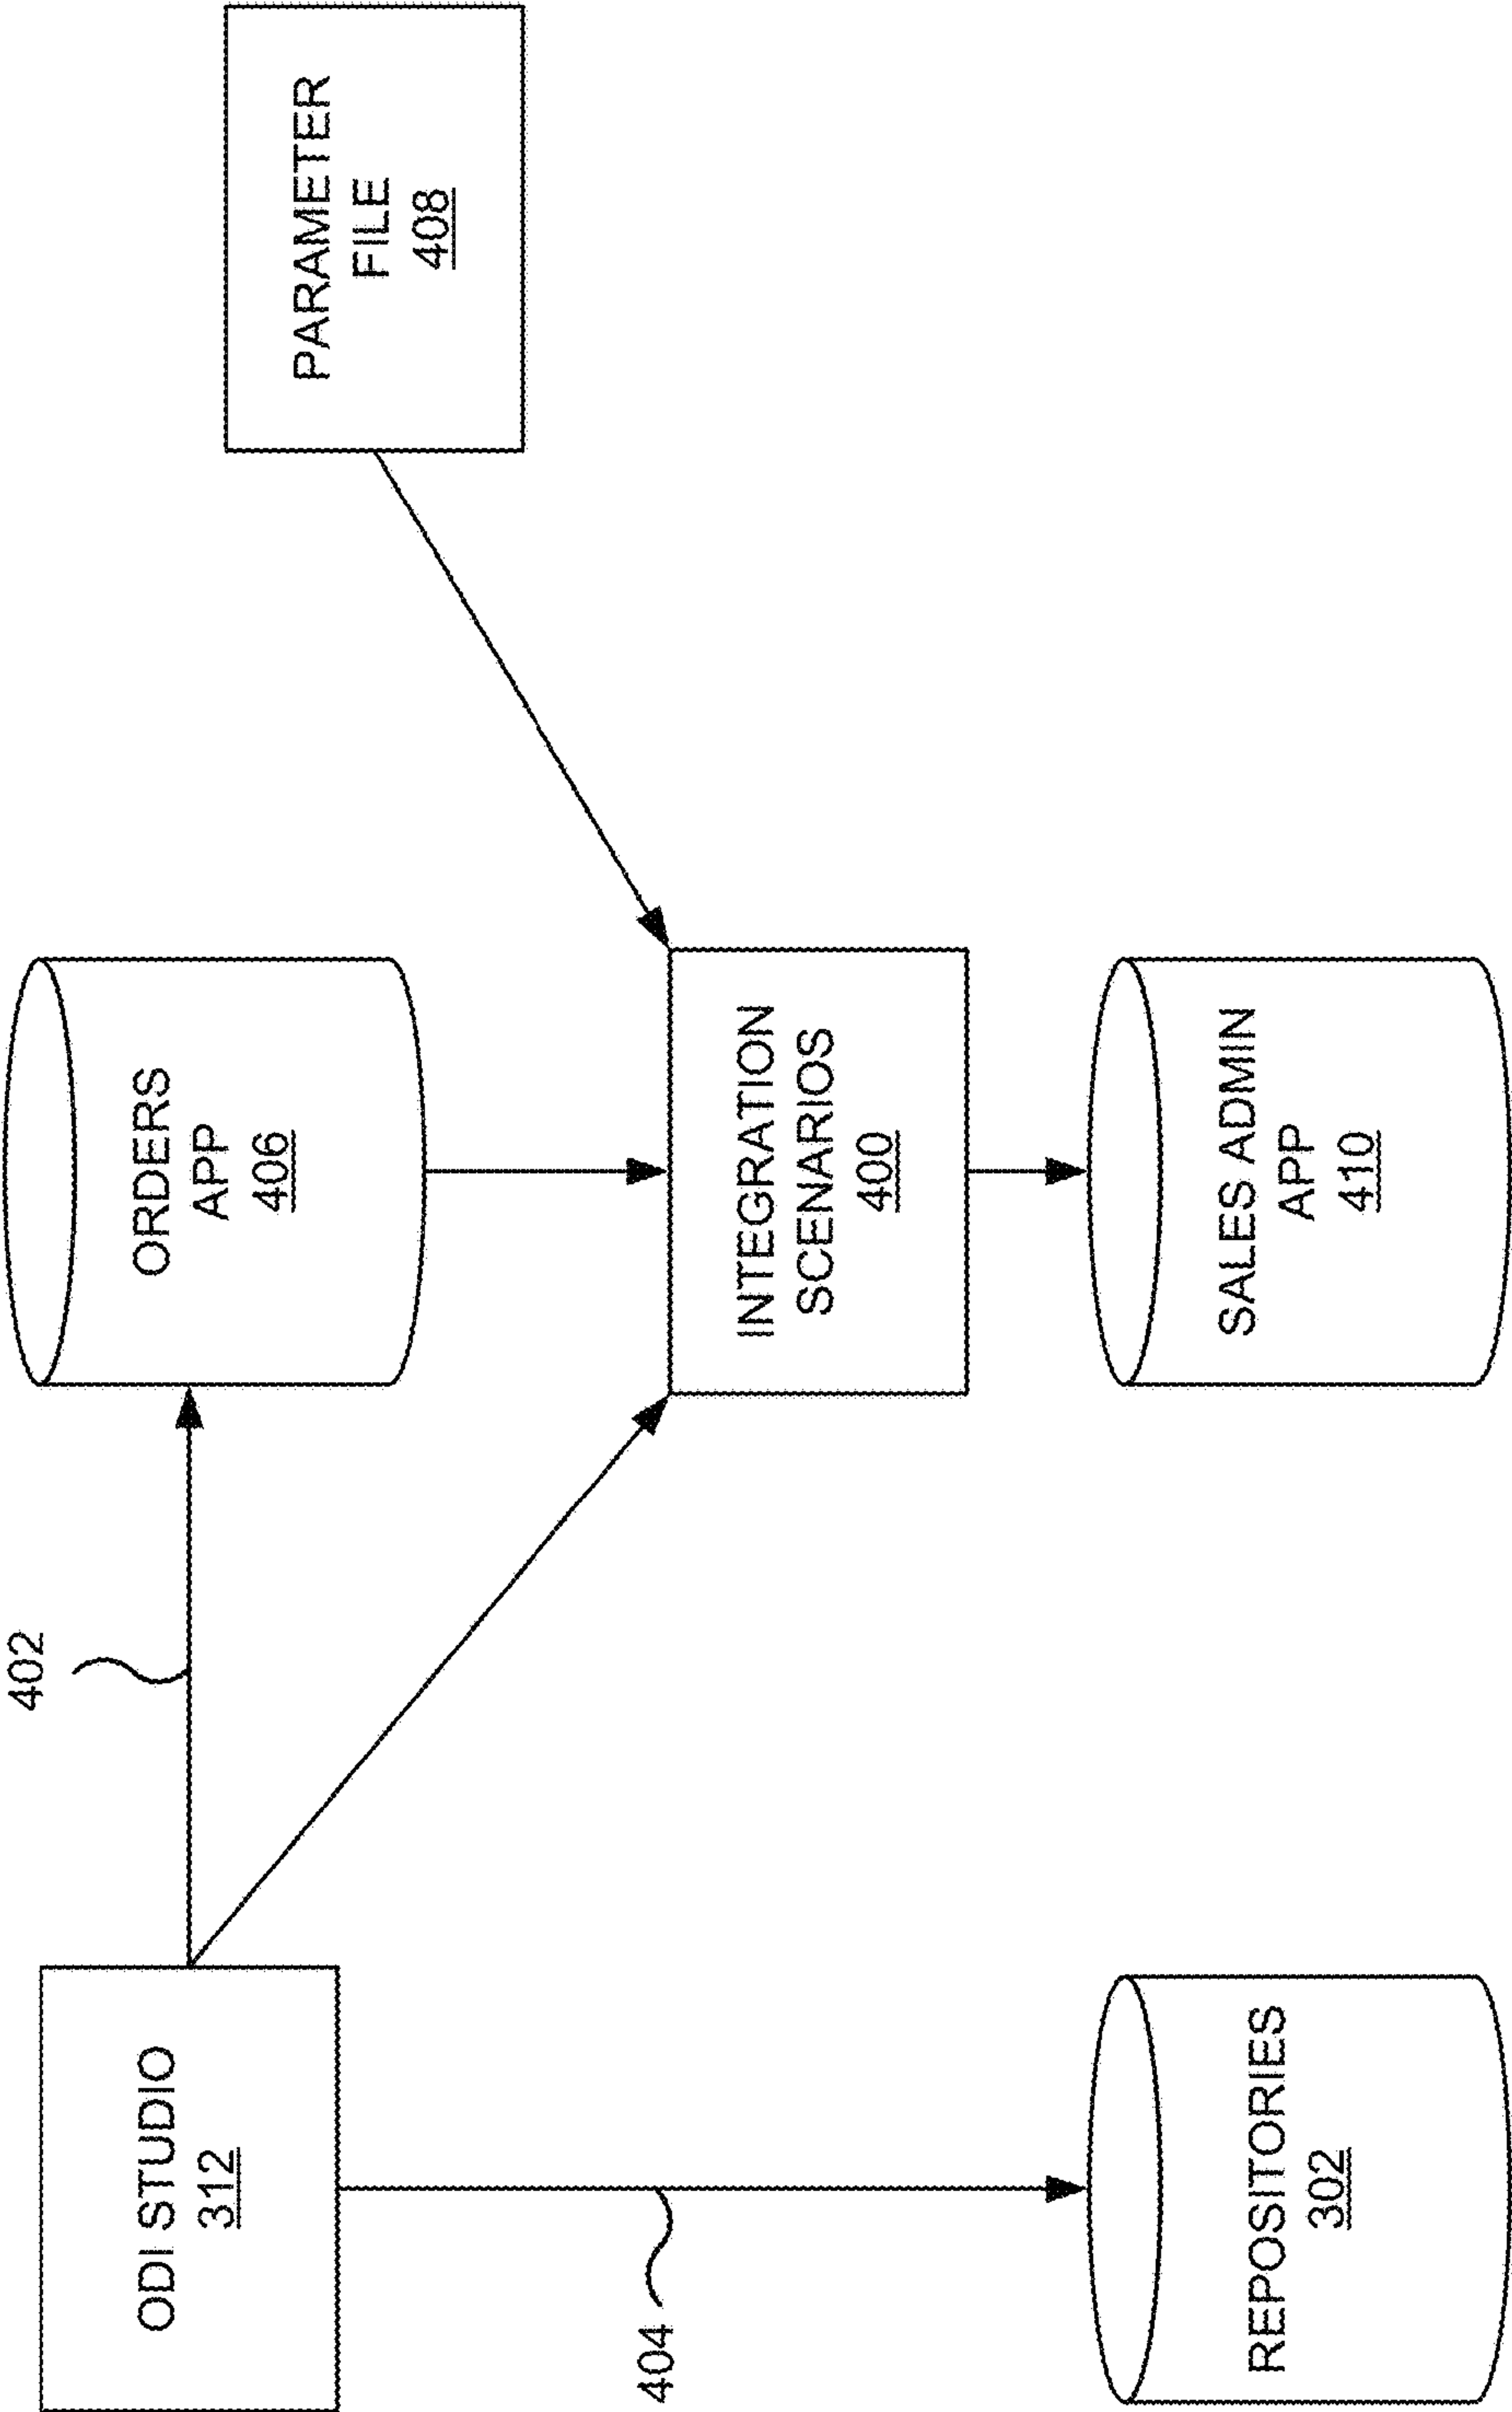 402
ODI STUDIO
312
ORDERS
APP
406
PARAMETER
FILE
408
INTEGRATION
SCENARIOS
400
404
REPOSITORIES
302
SALES ADMIN
APP
410